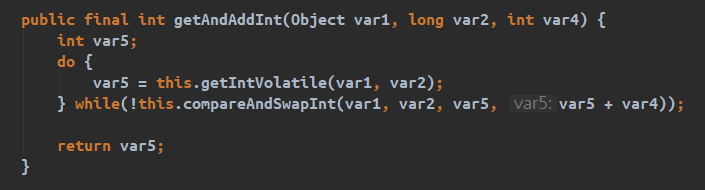 public final int getAndAddInt(Object var1, long var2, int var4) {
    int var5;
    do {
        var5 = this.getIntVolatile(var1, var2);
    } while(!this.compareAndSwapInt(var1, var2, var5, var5: var5 + var4));

    return var5;
}